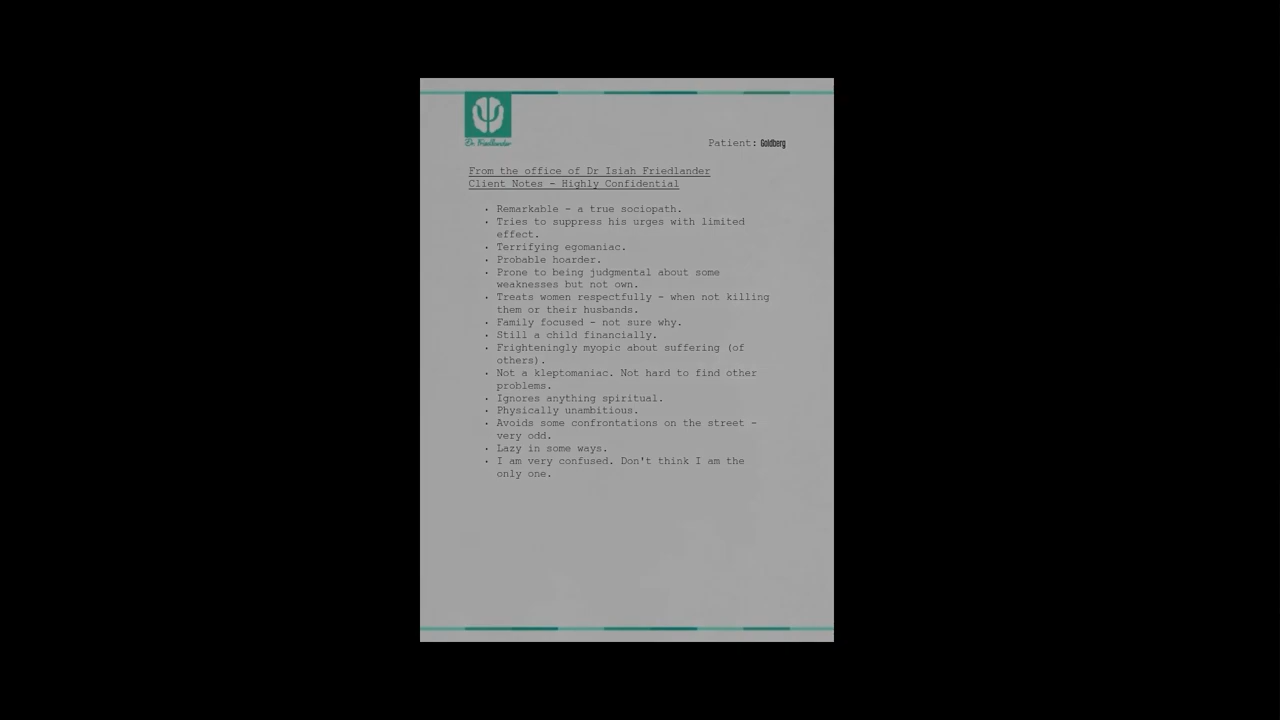 Dr. Friedlander
Patient: Goldberg
From the office of Dr Isiah Friedlander
Client Notes - Highly Confidential
• Remarkable - a true sociopath.
• Tries to suppress his urges with limited
effect.
• Terrifying egomaniac.
• Probable hoarder.
• Prone to being judgmental about some
weaknesses but not own.
• Treats women respectfully - when not killing
them or their husbands.
• Family focused - not sure why.
• Still a child financially.
• Frighteningly myopic about suffering (of
others).
• Not a kleptomaniac. Not hard to find other
problems.
• Ignores anything spiritual.
• Physically unambitious.
• Avoids some confrontations on the street -
very odd.
• Lazy in some ways.
• I am very confused. Don't think I am the
only one.